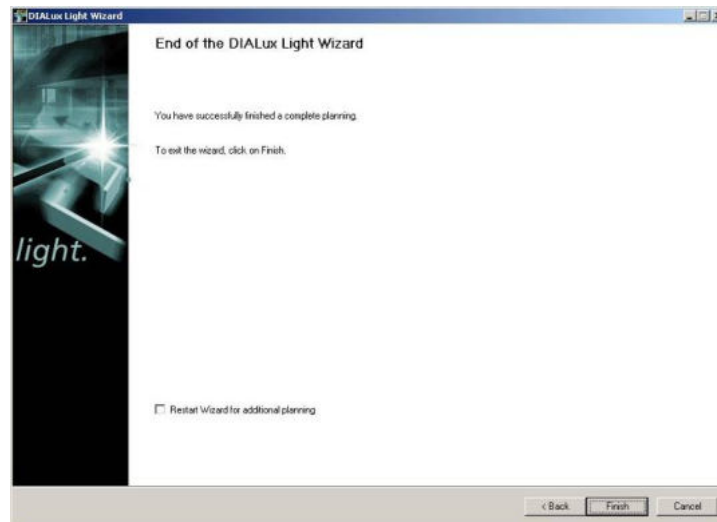 DIALux Light Wizard
End of the DIALux Light Wizard
You have successfully finished a complete planning.
To exit the wizard, click on Finish.
light.
Restart Wizard for additional planning
< Back
Finish
Cancel